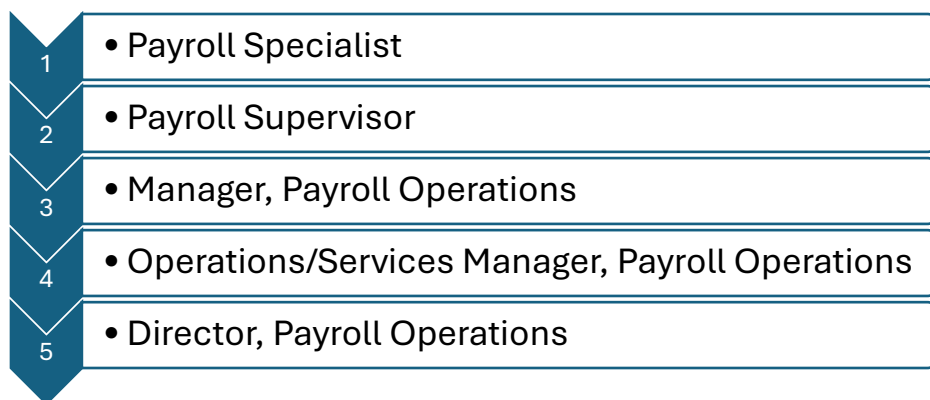 1 • Payroll Specialist
2 • Payroll Supervisor
3 • Manager, Payroll Operations
4 • Operations/Services Manager, Payroll Operations
5 • Director, Payroll Operations